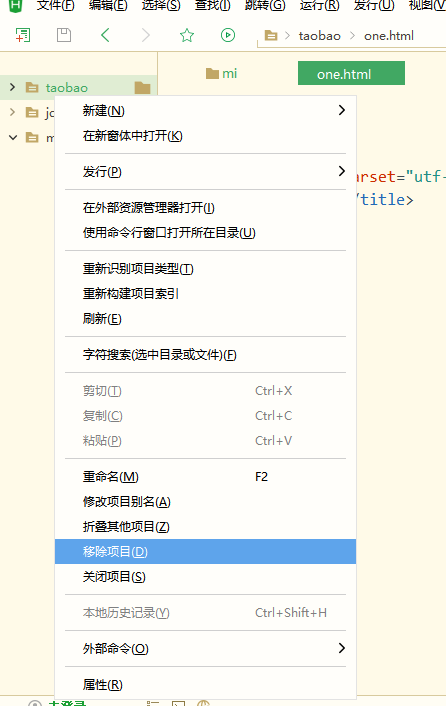 文件(F) 编辑(E) 选择(S) 查找(I) 跳转(G) 运行(R) 发行(U) 视图(V
taobao one.html
taobao
mi
one.html
新建(N)
在新窗体中打开(K)
发行(P)
arset="utf-
/title>
在外部资源管理器打开(I)
使用命令行窗口打开所在目录(U)
重新识别项目类型(T)
重新构建项目索引
刷新(E)
字符搜索(选中目录或文件)(F)
剪切(T) Ctrl+X
复制(C) Ctrl+C
粘贴(P) Ctrl+V
重命名(M) F2
修改项目别名(A)
折叠其他项目(Z)
移除项目(D)
关闭项目(S)
本地历史记录(Y) Ctrl+Shift+H
外部命令(O)
属性(R)
未登录